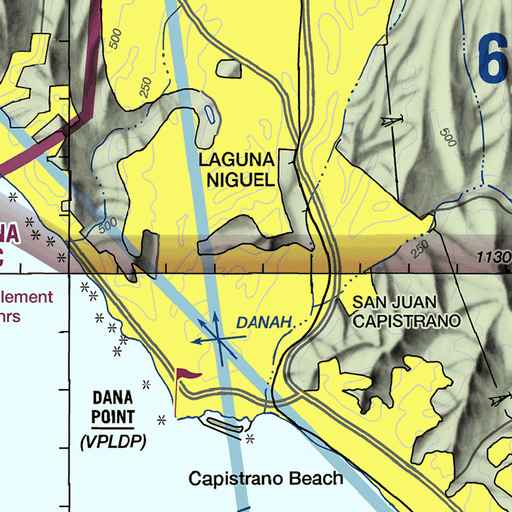 500
250
6
500
LAGUNA
NIGUEL
500
NA
C
250
1130
lement
hrs
DANAH
SAN JUAN
CAPISTRANO
DANA
POINT
(VPLDP)
Capistrano Beach